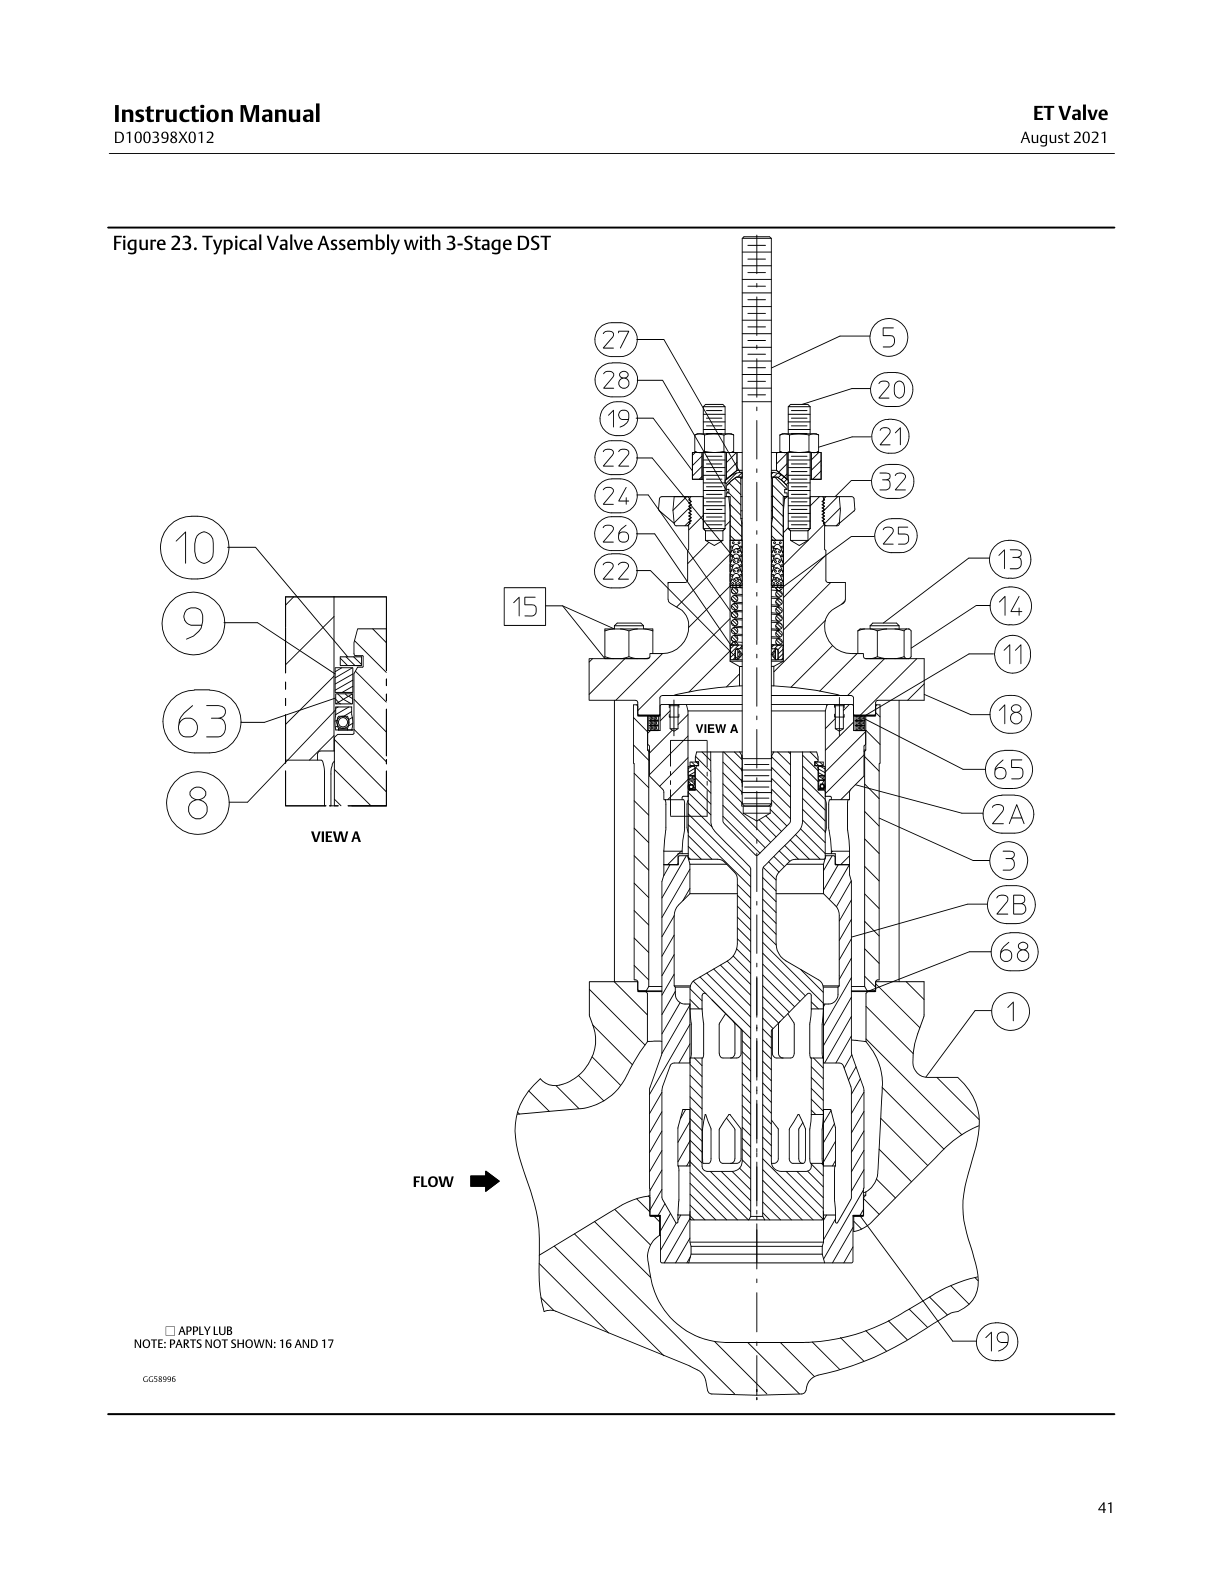 Instruction Manual
D100398X012
ET Valve
August 2021
Figure 23. Typical Valve Assembly with 3-Stage DST
27
28
19
22
24
26
22
15
5
20
21
32
25
13
14
11
18
65
2A
3
2B
68
1
19
10
9
63
8
VIEW A
VIEW A
FLOW
□ APPLY LUB
NOTE: PARTS NOT SHOWN: 16 AND 17
GG58996
41